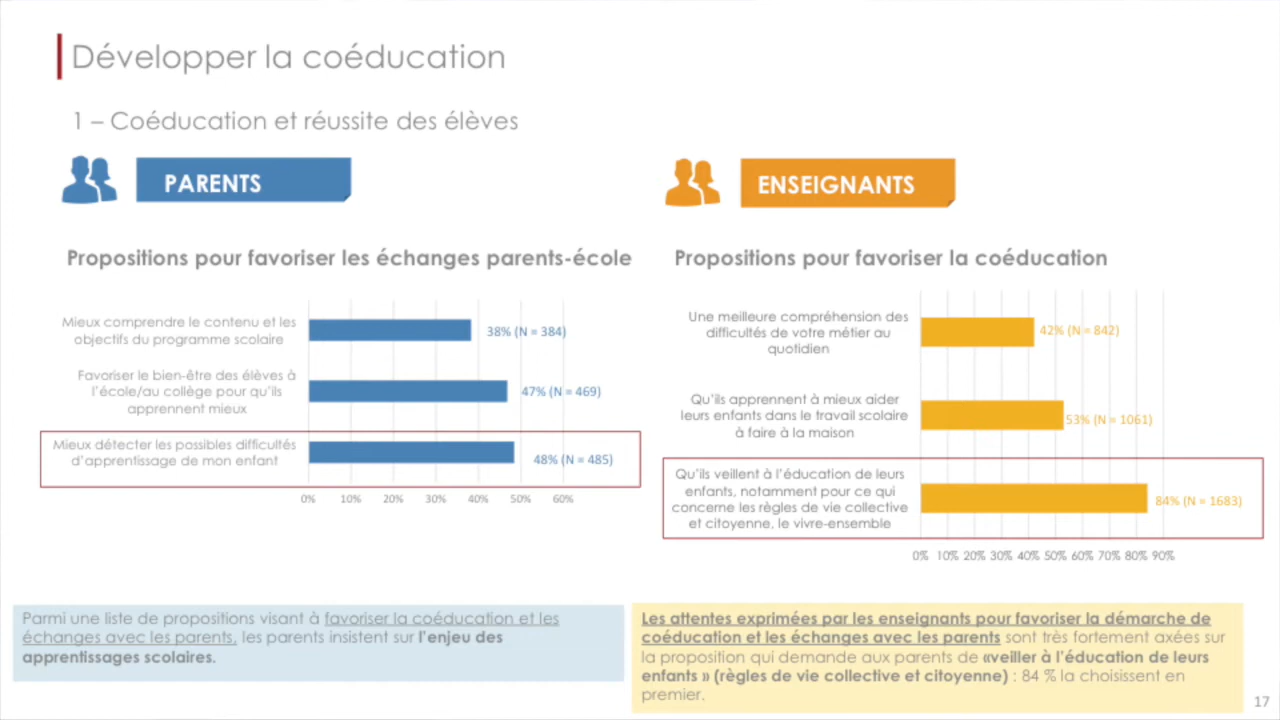 Développer la coéducation
1 – Coéducation et réussite des élèves
PARENTS
Propositions pour favoriser les échanges parents-école
Mieux comprendre le contenu et les
objectifs du programme scolaire
38% (N = 384)
Favoriser le bien-être des élèves à
l'école/au collège pour qu'ils
apprennent mieux
47% (N = 469)
Mieux détecter les possibles difficultés
d'apprentissage de mon enfant
48% (N = 485)
0% 10% 20% 30% 40% 50% 60%
Parmi une liste de propositions visant à favoriser la coéducation et les
échanges avec les parents, les parents insistent sur l'enjeu des
apprentissages scolaires.
ENSEIGNANTS
Propositions pour favoriser la coéducation
Une meilleure compréhension des
difficultés de votre métier au
quotidien
42% (N = 842)
Qu'ils apprennent à mieux aider
leurs enfants dans le travail scolaire
à faire à la maison
53% (N = 1061)
Qu'ils veillent à l'éducation de leurs
enfants, notamment pour ce qui
concerne les règles de vie collective
et citoyenne, le vivre-ensemble
84% (N = 1683)
0% 10% 20% 30% 40% 50% 60% 70% 80% 90%
Les attentes exprimées par les enseignants pour favoriser la démarche de
coéducation et les échanges avec les parents sont très fortement axées sur
la proposition qui demande aux parents de «veiller à l'éducation de leurs
enfants » (règles de vie collective et citoyenne) : 84 % la choisissent en
premier.
17